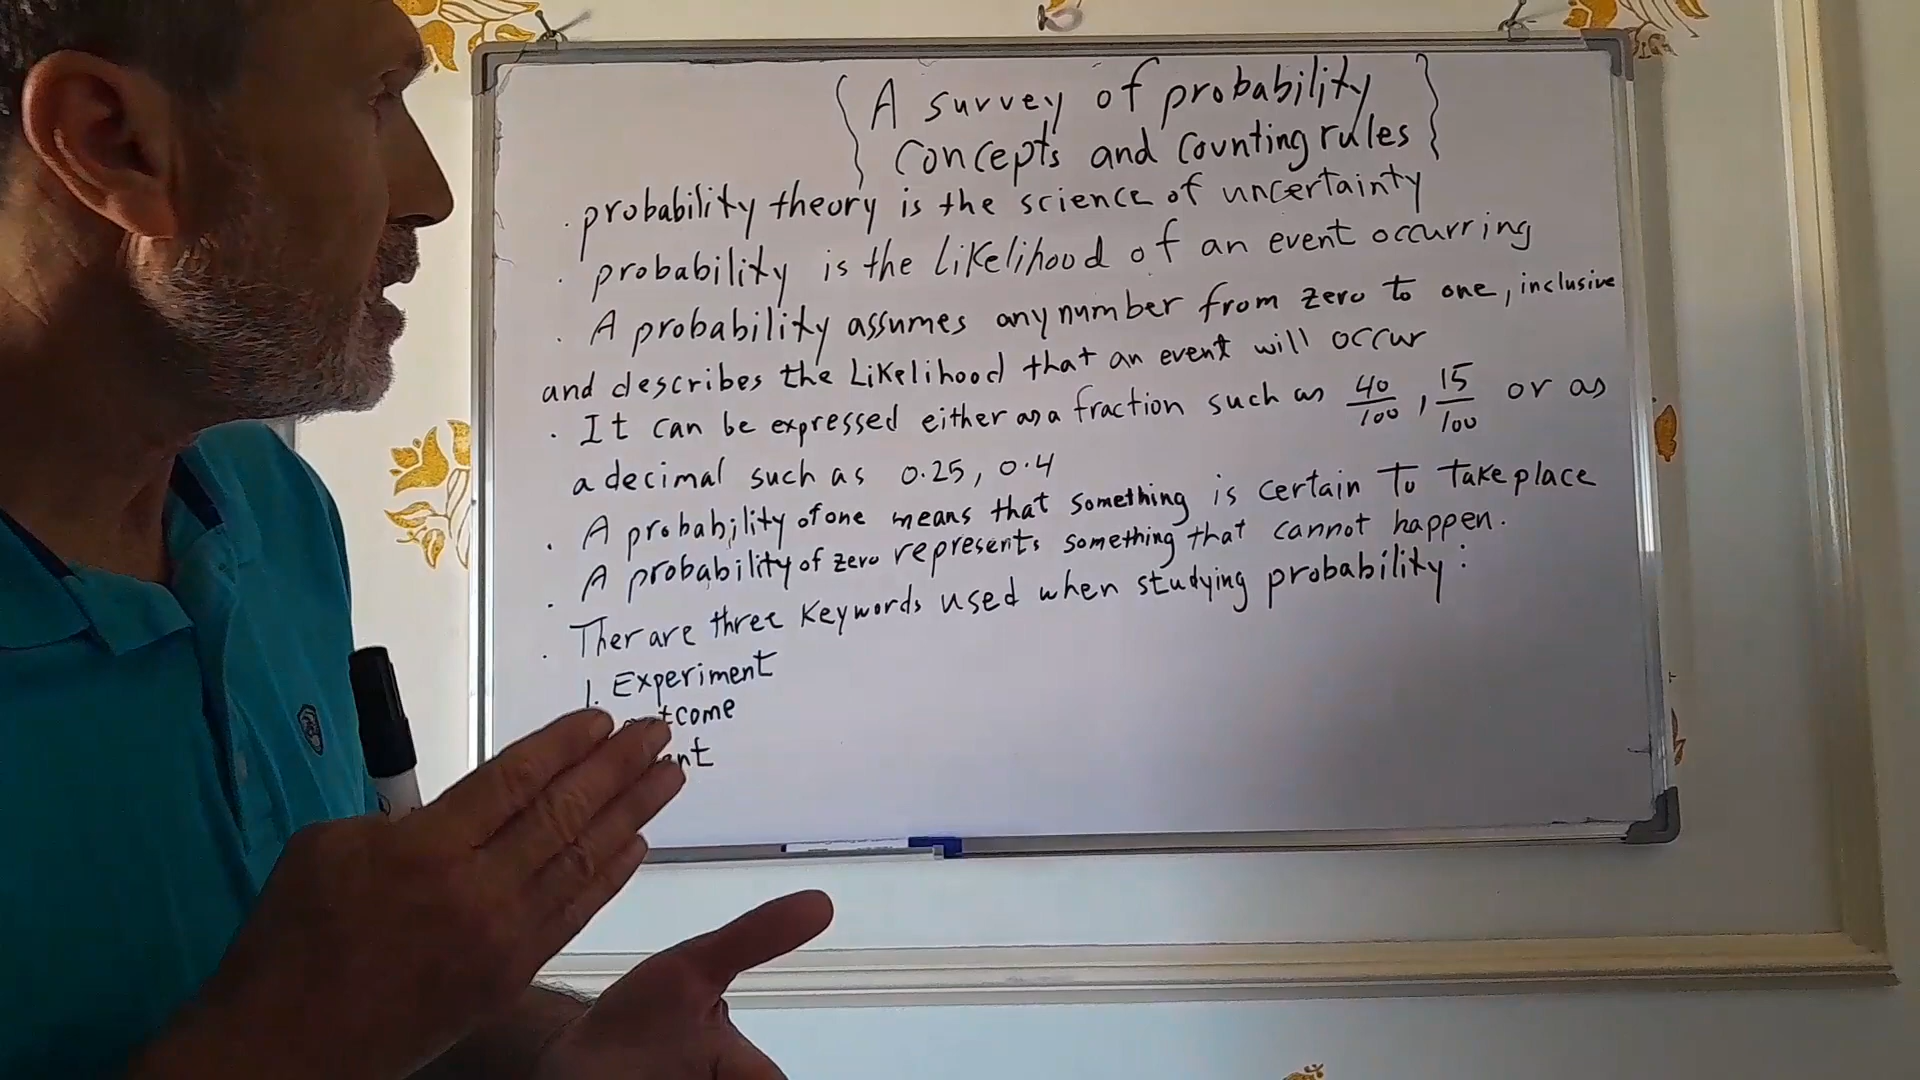 A survey of probability
concepts and counting rules
. probability theory is the science of uncertainty
. probability is the likelihood of an event occurring
. A probability assumes any number from zero to one, inclusive
and describes the likelihood that an event will occur
. It can be expressed either as a fraction such as 40/100, 15/100 or as
a decimal such as 0.25, 0.4
. A probability of one means that something is certain to take place
. A probability of zero represents something that cannot happen.
. Ther are three keywords used when studying probability:
1. Experiment
tcome
nt